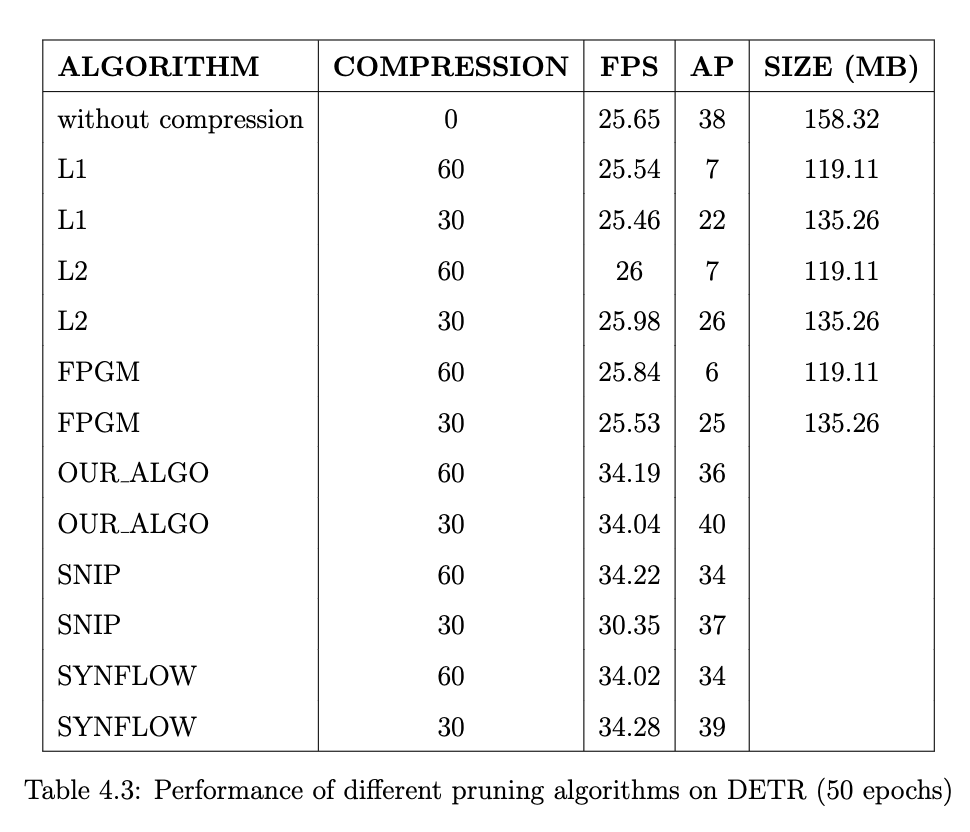 ALGORITHM COMPRESSION FPS AP SIZE (MB)
without compression 0 25.65 38 158.32
L1 60 25.54 7 119.11
L1 30 25.46 22 135.26
L2 60 26 7 119.11
L2 30 25.98 26 135.26
FPGM 60 25.84 6 119.11
FPGM 30 25.53 25 135.26
OUR_ALGO 60 34.19 36
OUR_ALGO 30 34.04 40
SNIP 60 34.22 34
SNIP 30 30.35 37
SYNFLOW 60 34.02 34
SYNFLOW 30 34.28 39
Table 4.3: Performance of different pruning algorithms on DETR (50 epochs)